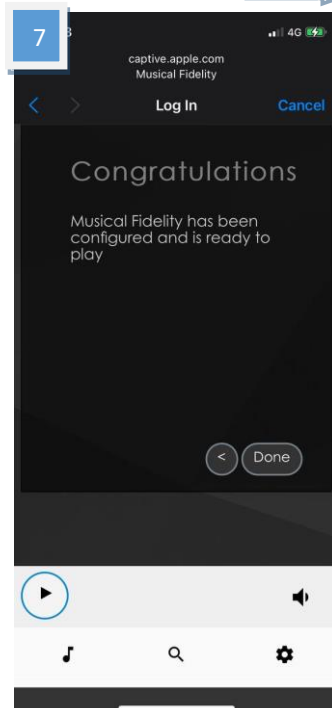 7
4G
captive.apple.com
Musical Fidelity
< > Log In Cancel
Congratulations
Musical Fidelity has been
configured and is ready to
play
< Done